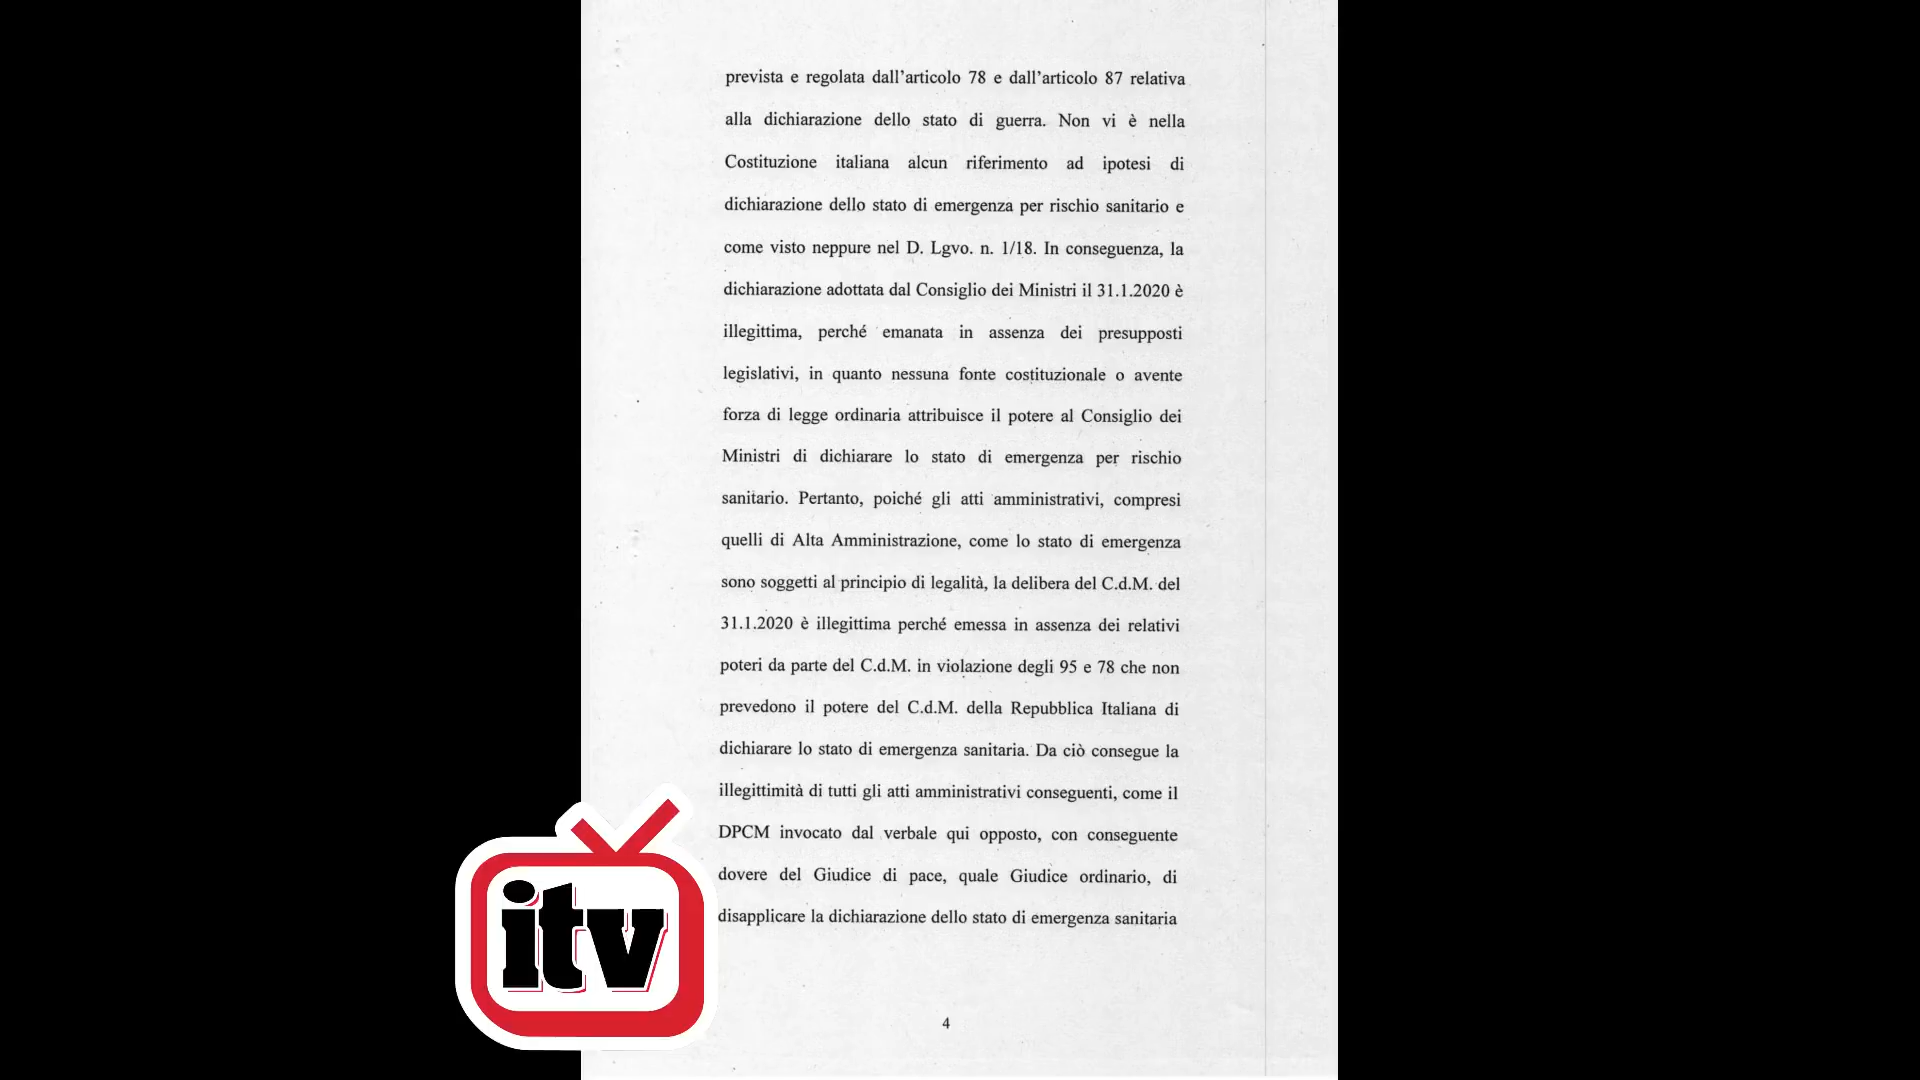 prevista e regolata dall'articolo 78 e dall'articolo 87 relativa
alla dichiarazione dello stato di guerra. Non vi è nella
Costituzione italiana alcun riferimento ad ipotesi di
dichiarazione dello stato di emergenza per rischio sanitario e
come visto neppure nel D. Lgvo. n. 1/18. In conseguenza, la
dichiarazione adottata dal Consiglio dei Ministri il 31.1.2020 è
illegittima, perché emanata in assenza dei presupposti
legislativi, in quanto nessuna fonte costituzionale o avente
forza di legge ordinaria attribuisce il potere al Consiglio dei
Ministri di dichiarare lo stato di emergenza per rischio
sanitario. Pertanto, poiché gli atti amministrativi, compresi
quelli di Alta Amministrazione, come lo stato di emergenza
sono soggetti al principio di legalità, la delibera del C.d.M. del
31.1.2020 è illegittima perché emessa in assenza dei relativi
poteri da parte del C.d.M. in violazione degli 95 e 78 che non
prevedono il potere del C.d.M. della Repubblica Italiana di
dichiarare lo stato di emergenza sanitaria. Da ciò consegue la
illegittimità di tutti gli atti amministrativi conseguenti, come il
DPCM invocato dal verbale qui opposto, con conseguente
dovere del Giudice di pace, quale Giudice ordinario, di
disapplicare la dichiarazione dello stato di emergenza sanitaria
itv
4